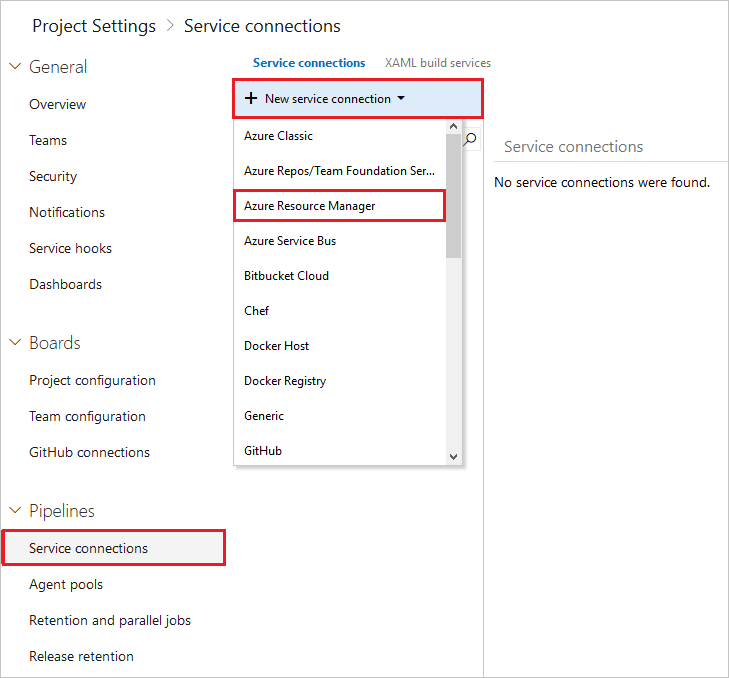 Project Settings > Service connections
General
Overview
Teams
Security
Notifications
Service hooks
Dashboards
Boards
Project configuration
Team configuration
GitHub connections
Pipelines
Service connections
Agent pools
Retention and parallel jobs
Release retention
Service connections XAML build services
+ New service connection
Azure Classic
Azure Repos/Team Foundation Ser...
Azure Resource Manager
Azure Service Bus
Bitbucket Cloud
Chef
Docker Host
Docker Registry
Generic
GitHub
Service connections
No service connections were found.